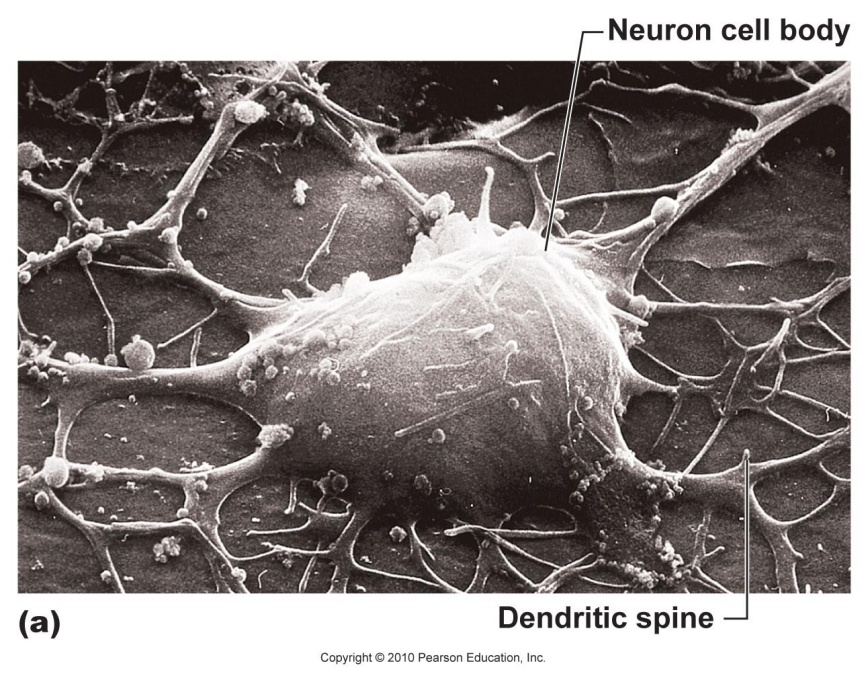 Neuron cell body
(a)
Dendritic spine
Copyright © 2010 Pearson Education, Inc.